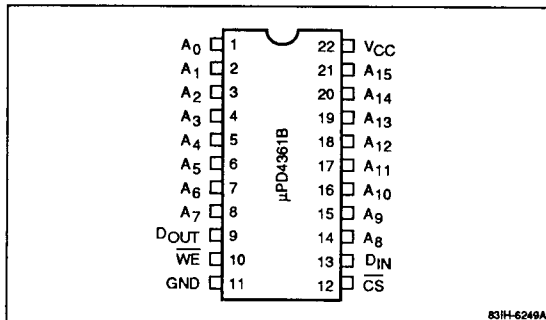 A0 1 22 VCC
A1 2 21 A15
A2 3 20 A14
A3 4 19 A13
A4 5 18 A12
A5 6 17 A11
A6 7 16 A10
A7 8 15 A9
DOUT 9 14 A8
WE 10 13 DIN
GND 11 12 CS
µPD4361B
83IH-6249A